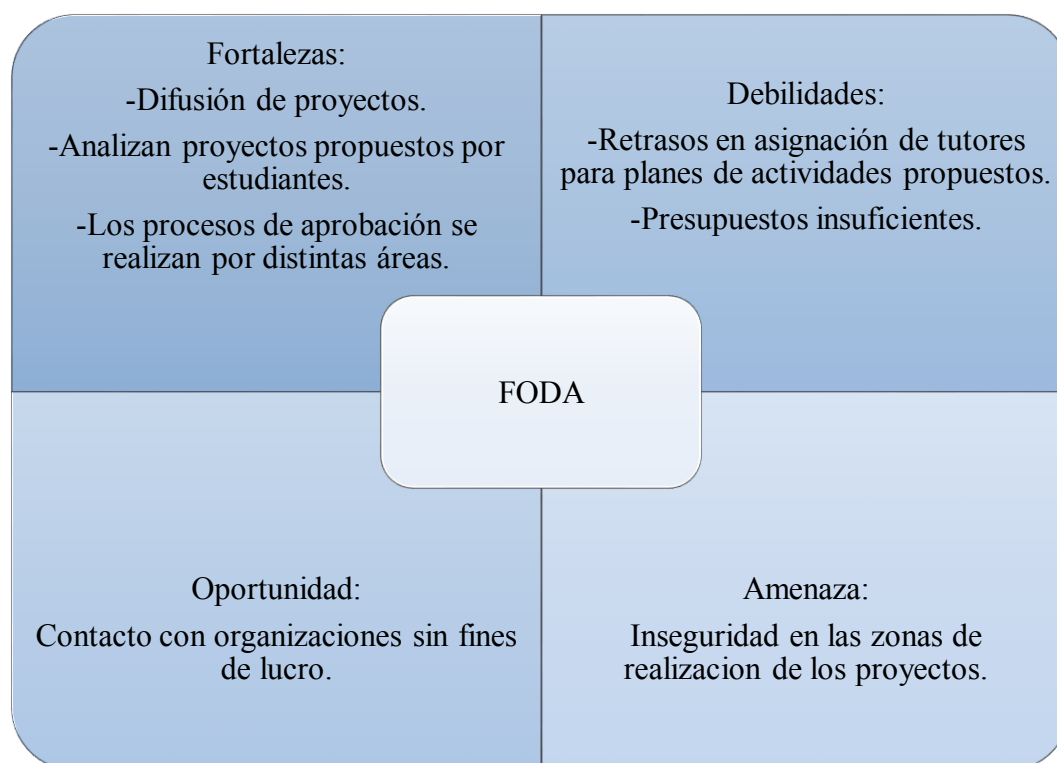 Fortalezas:
-Difusión de proyectos.
-Analizan proyectos propuestos por
estudiantes.
-Los procesos de aprobación se
realizan por distintas áreas.
Debilidades:
-Retrasos en asignación de tutores
para planes de actividades propuestos.
-Presupuestos insuficientes.
FODA
Oportunidad:
Contacto con organizaciones sin fines
de lucro.
Amenaza:
Inseguridad en las zonas de
realizacion de los proyectos.